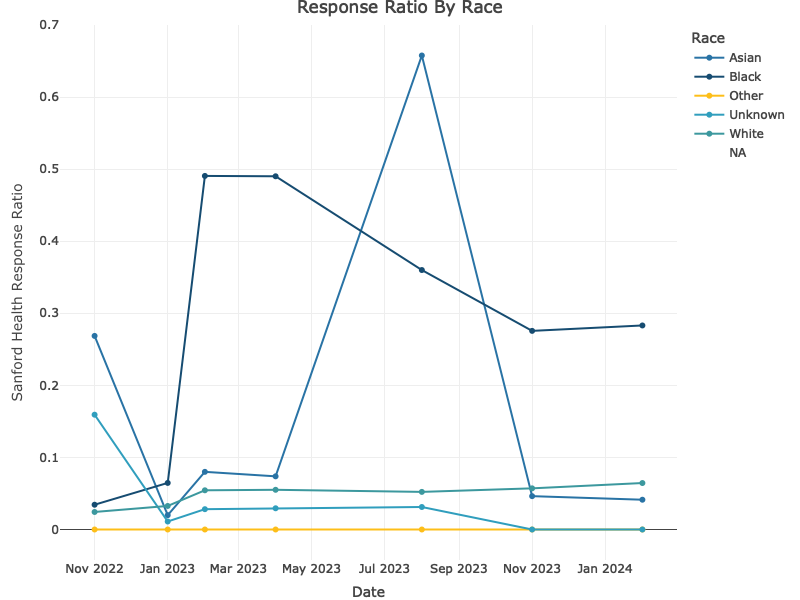 Response Ratio By Race
Race
Asian
Black
Other
Unknown
White
NA
Sanford Health Response Ratio
0.7
0.6
0.5
0.4
0.3
0.2
0.1
0
Nov 2022 Jan 2023 Mar 2023 May 2023 Jul 2023 Sep 2023 Nov 2023 Jan 2024
Date